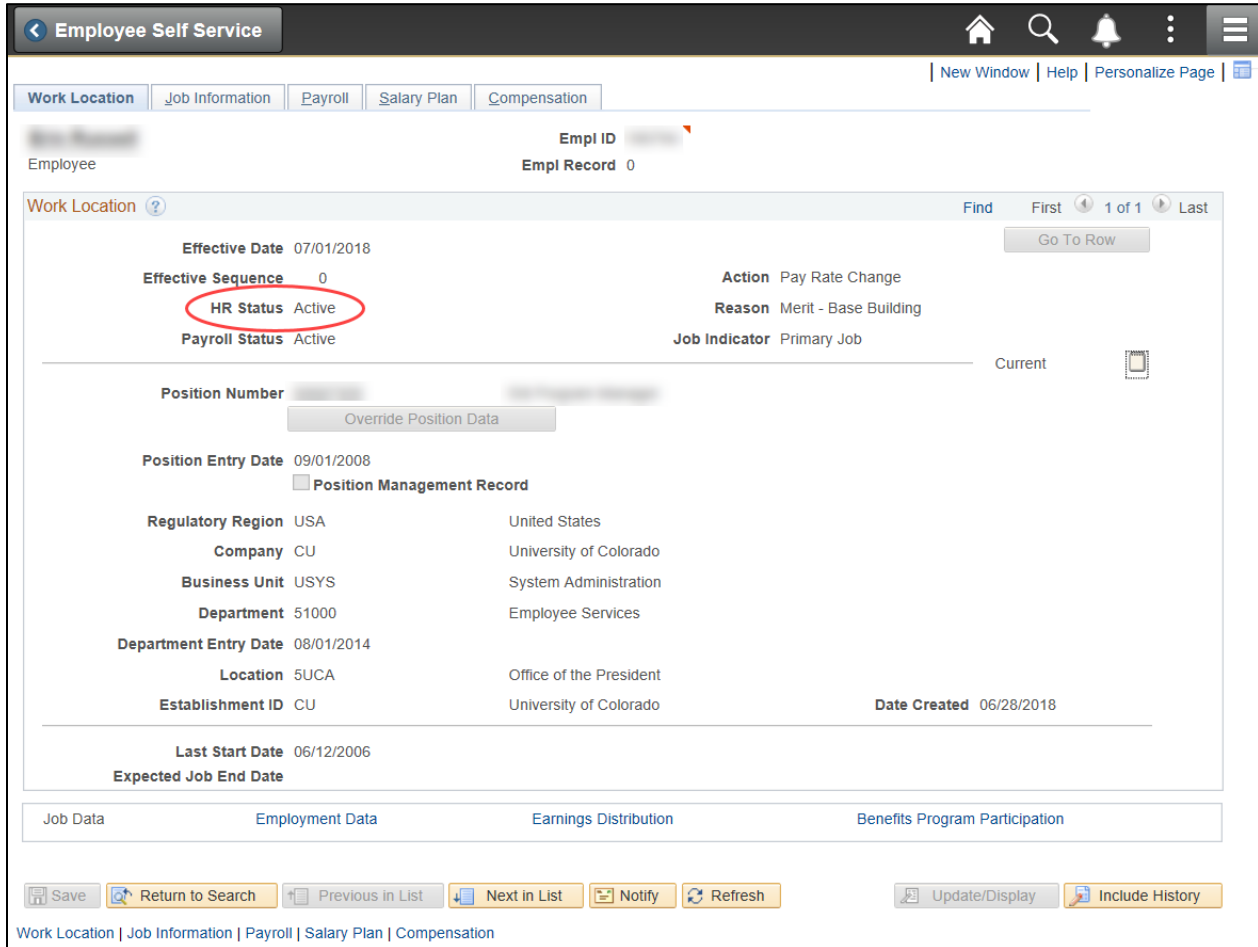 Employee Self Service
New Window | Help | Personalize Page |
Work Location Job Information Payroll Salary Plan Compensation
Empl ID
Employee Empl Record 0
Work Location ? Find First 1 of 1 Last
Effective Date 07/01/2018 Go To Row
Effective Sequence 0 Action Pay Rate Change
HR Status Active Reason Merit - Base Building
Payroll Status Active Job Indicator Primary Job
Current
Position Number
Override Position Data
Position Entry Date 09/01/2008
Position Management Record
Regulatory Region USA United States
Company CU University of Colorado
Business Unit USYS System Administration
Department 51000 Employee Services
Department Entry Date 08/01/2014
Location 5UCA Office of the President
Establishment ID CU University of Colorado Date Created 06/28/2018
Last Start Date 06/12/2006
Expected Job End Date
Job Data Employment Data Earnings Distribution Benefits Program Participation
Save Return to Search Previous in List Next in List Notify Refresh Update/Display Include History
Work Location | Job Information | Payroll | Salary Plan | Compensation